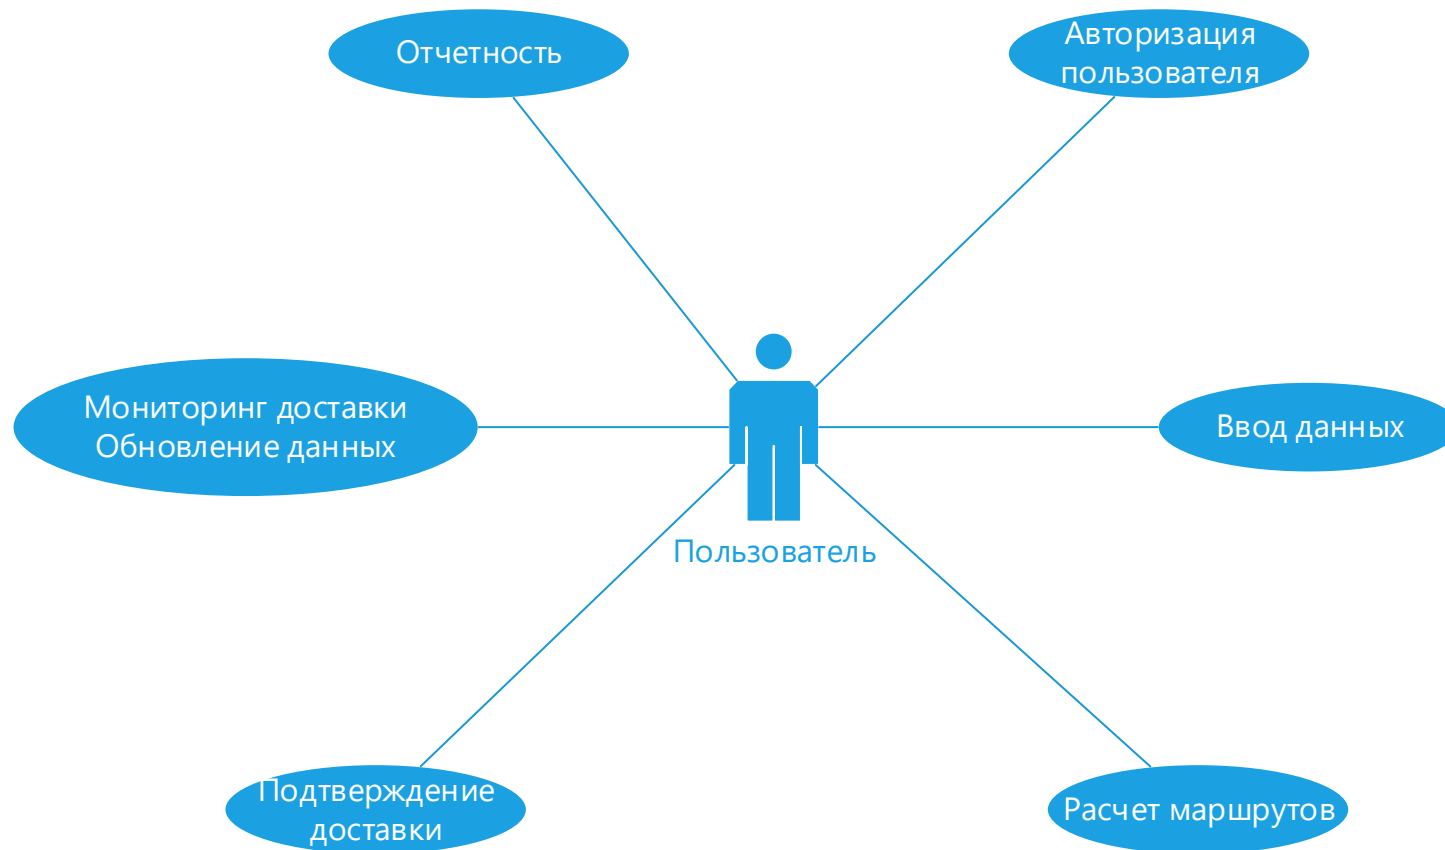 Отчетность
Авторизация
пользователя
Мониторинг доставки
Обновление данных
Ввод данных
Пользователь
Подтверждение
доставки
Расчет маршрутов